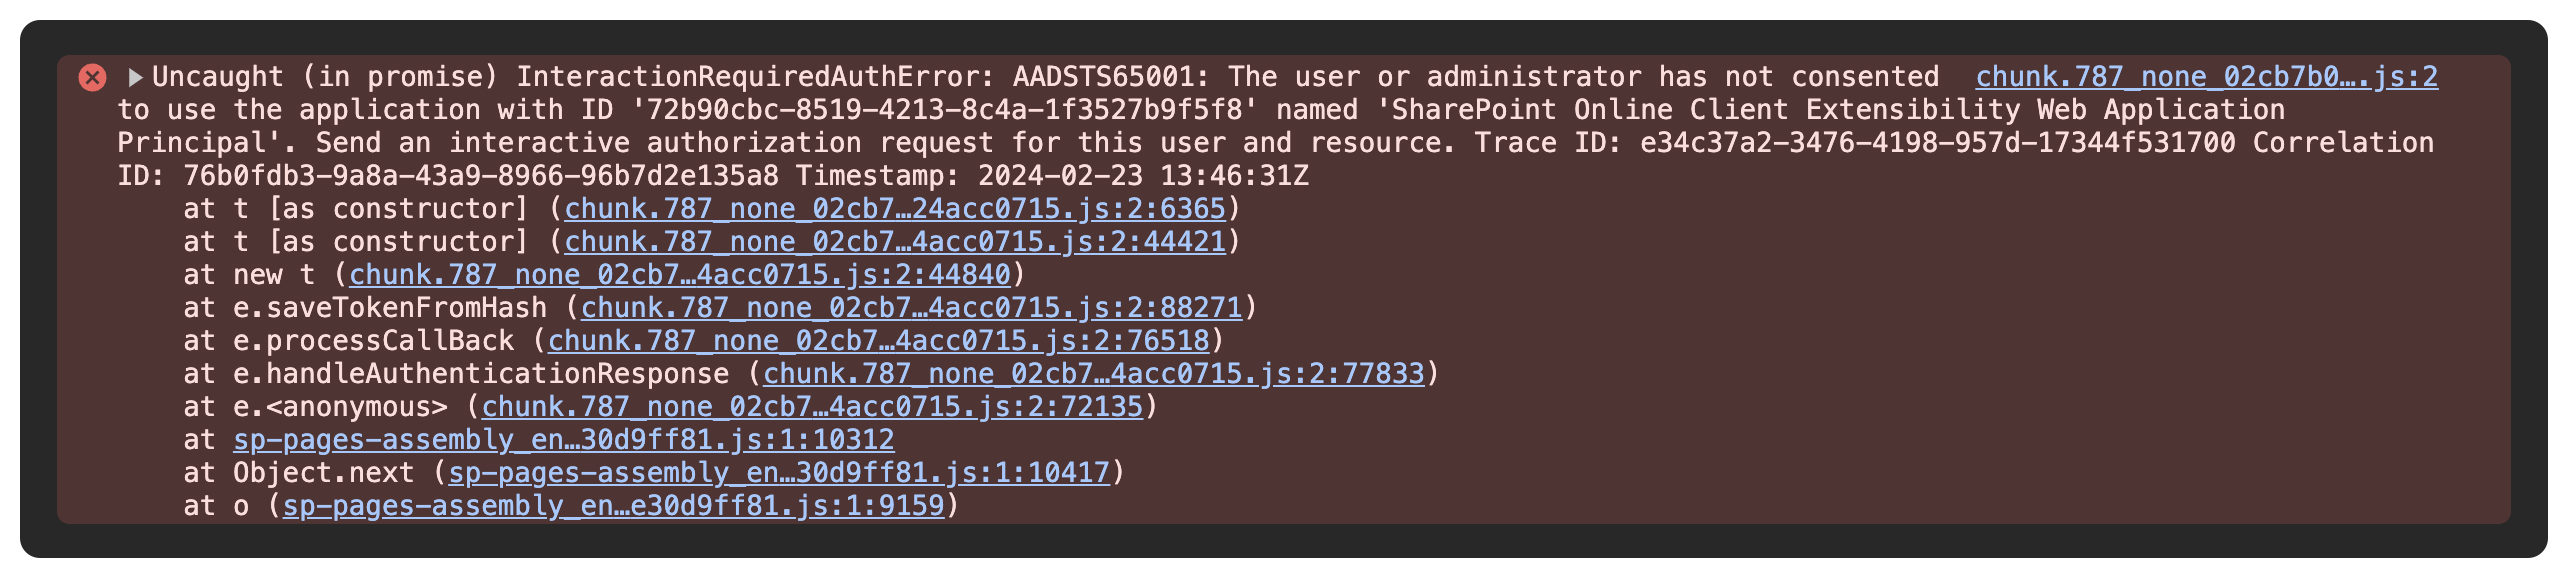 Uncaught (in promise) InteractionRequiredAuthError: AADSTS65001: The user or administrator has not consented chunk.787_none_02cb7b0….js:2
to use the application with ID '72b90cbc-8519-4213-8c4a-1f3527b9f5f8' named 'SharePoint Online Client Extensibility Web Application
Principal'. Send an interactive authorization request for this user and resource. Trace ID: e34c37a2-3476-4198-957d-17344f531700 Correlation
ID: 76b0fdb3-9a8a-43a9-8966-96b7d2e135a8 Timestamp: 2024-02-23 13:46:31Z
at t [as constructor] (chunk.787_none_02cb7…24acc0715.js:2:6365)
at t [as constructor] (chunk.787_none_02cb7…4acc0715.js:2:44421)
at new t (chunk.787_none_02cb7…4acc0715.js:2:44840)
at e.saveTokenFromHash (chunk.787_none_02cb7…4acc0715.js:2:88271)
at e.processCallBack (chunk.787_none_02cb7…4acc0715.js:2:76518)
at e.handleAuthenticationResponse (chunk.787_none_02cb7…4acc0715.js:2:77833)
at e.<anonymous> (chunk.787_none_02cb7…4acc0715.js:2:72135)
at sp-pages-assembly_en…30d9ff81.js:1:10312
at Object.next (sp-pages-assembly_en…30d9ff81.js:1:10417)
at o (sp-pages-assembly_en…e30d9ff81.js:1:9159)